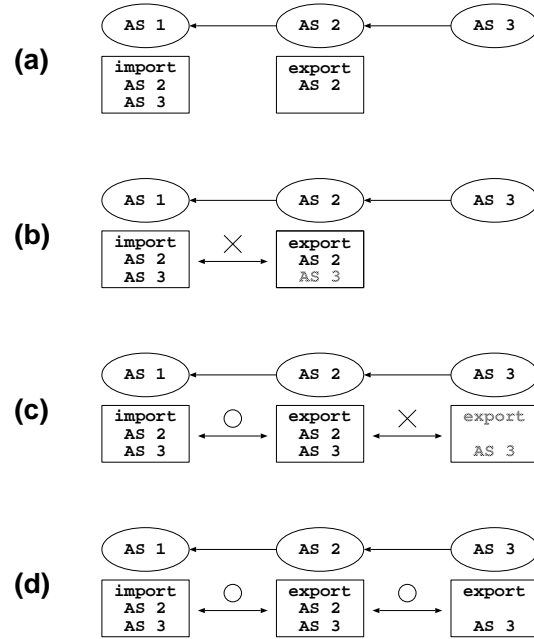 AS 1 AS 2 AS 3
(a)
import export
AS 2 AS 2
AS 3
AS 1 AS 2 AS 3
(b)
import export
AS 2 AS 2
AS 3 AS 3
AS 1 AS 2 AS 3
(c)
import export export
AS 2 AS 2
AS 3 AS 3 AS 3
AS 1 AS 2 AS 3
(d)
import export export
AS 2 AS 2
AS 3 AS 3 AS 3